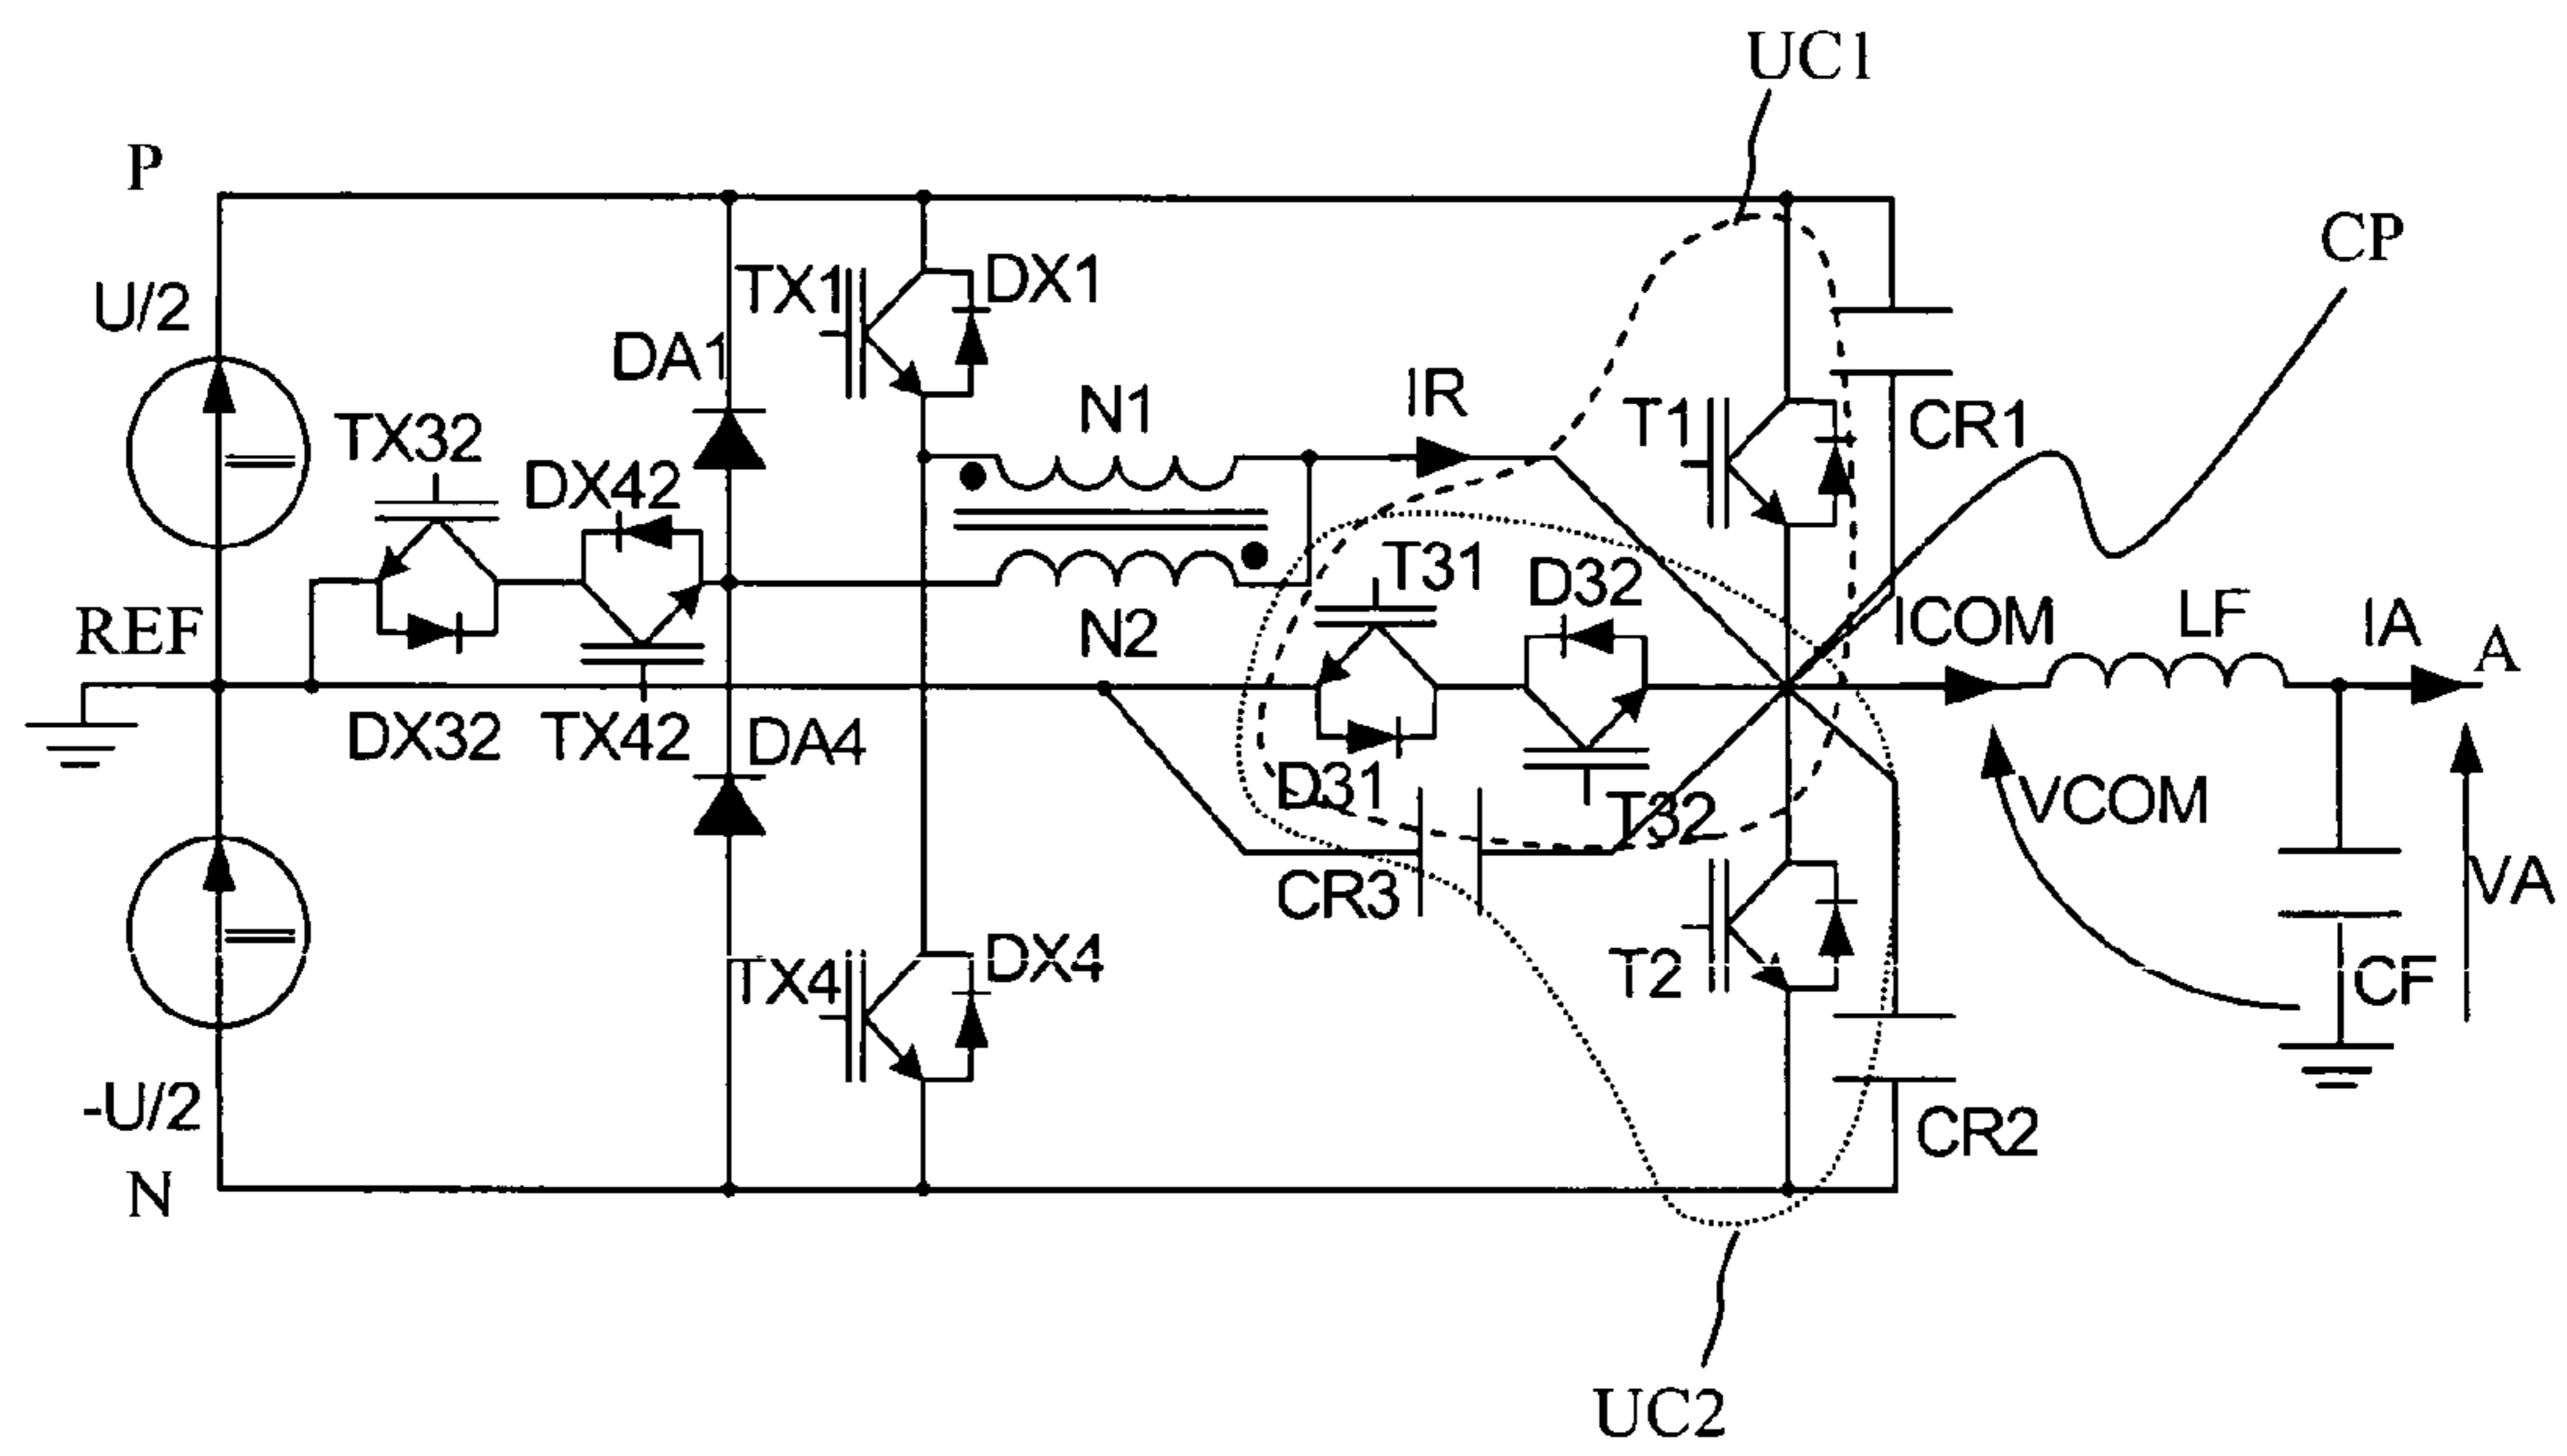 UC1
P
CP
U/2
TX1
DX1
DA1
N1
IR
T1
CR1
TX32
DX42
T31
D32
REF
N2
ICOM
LF
IA
A
DX32
TX42
DA4
D31
T32
VCOM
VA
CR3
TX4
DX4
T2
CF
-U/2
CR2
N
UC2